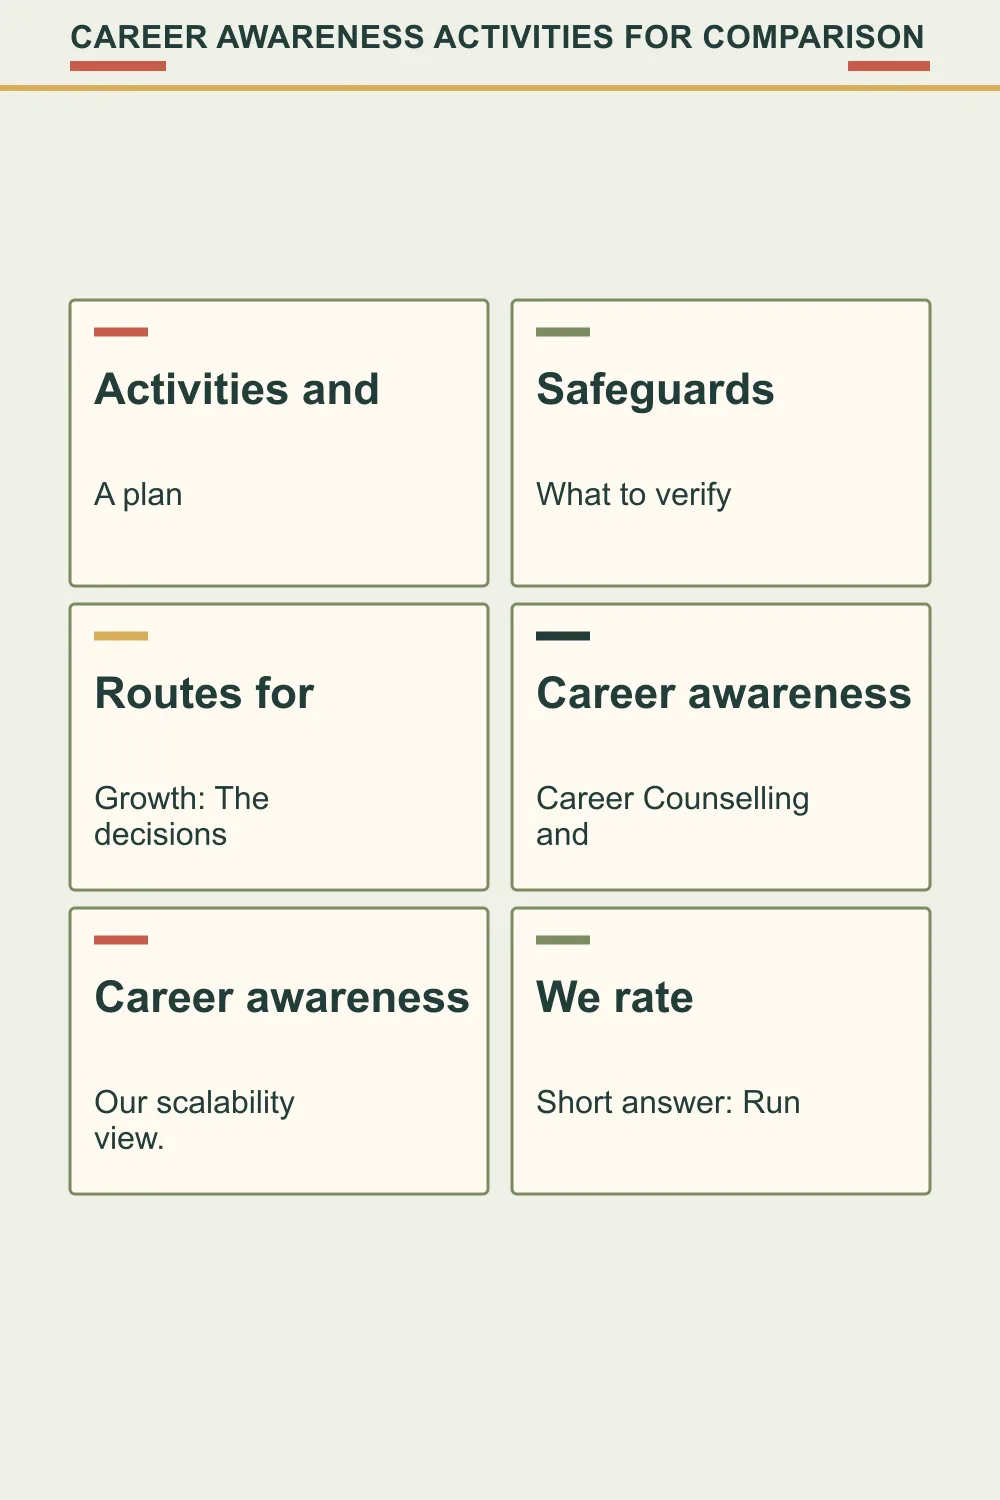 CAREER AWARENESS ACTIVITIES FOR COMPARISON
Activities and
A plan
Safeguards
What to verify
Routes for
Growth: The
decisions
Career awareness
Career Counselling
and
Career awareness
Our scalability
view.
We rate
Short answer: Run